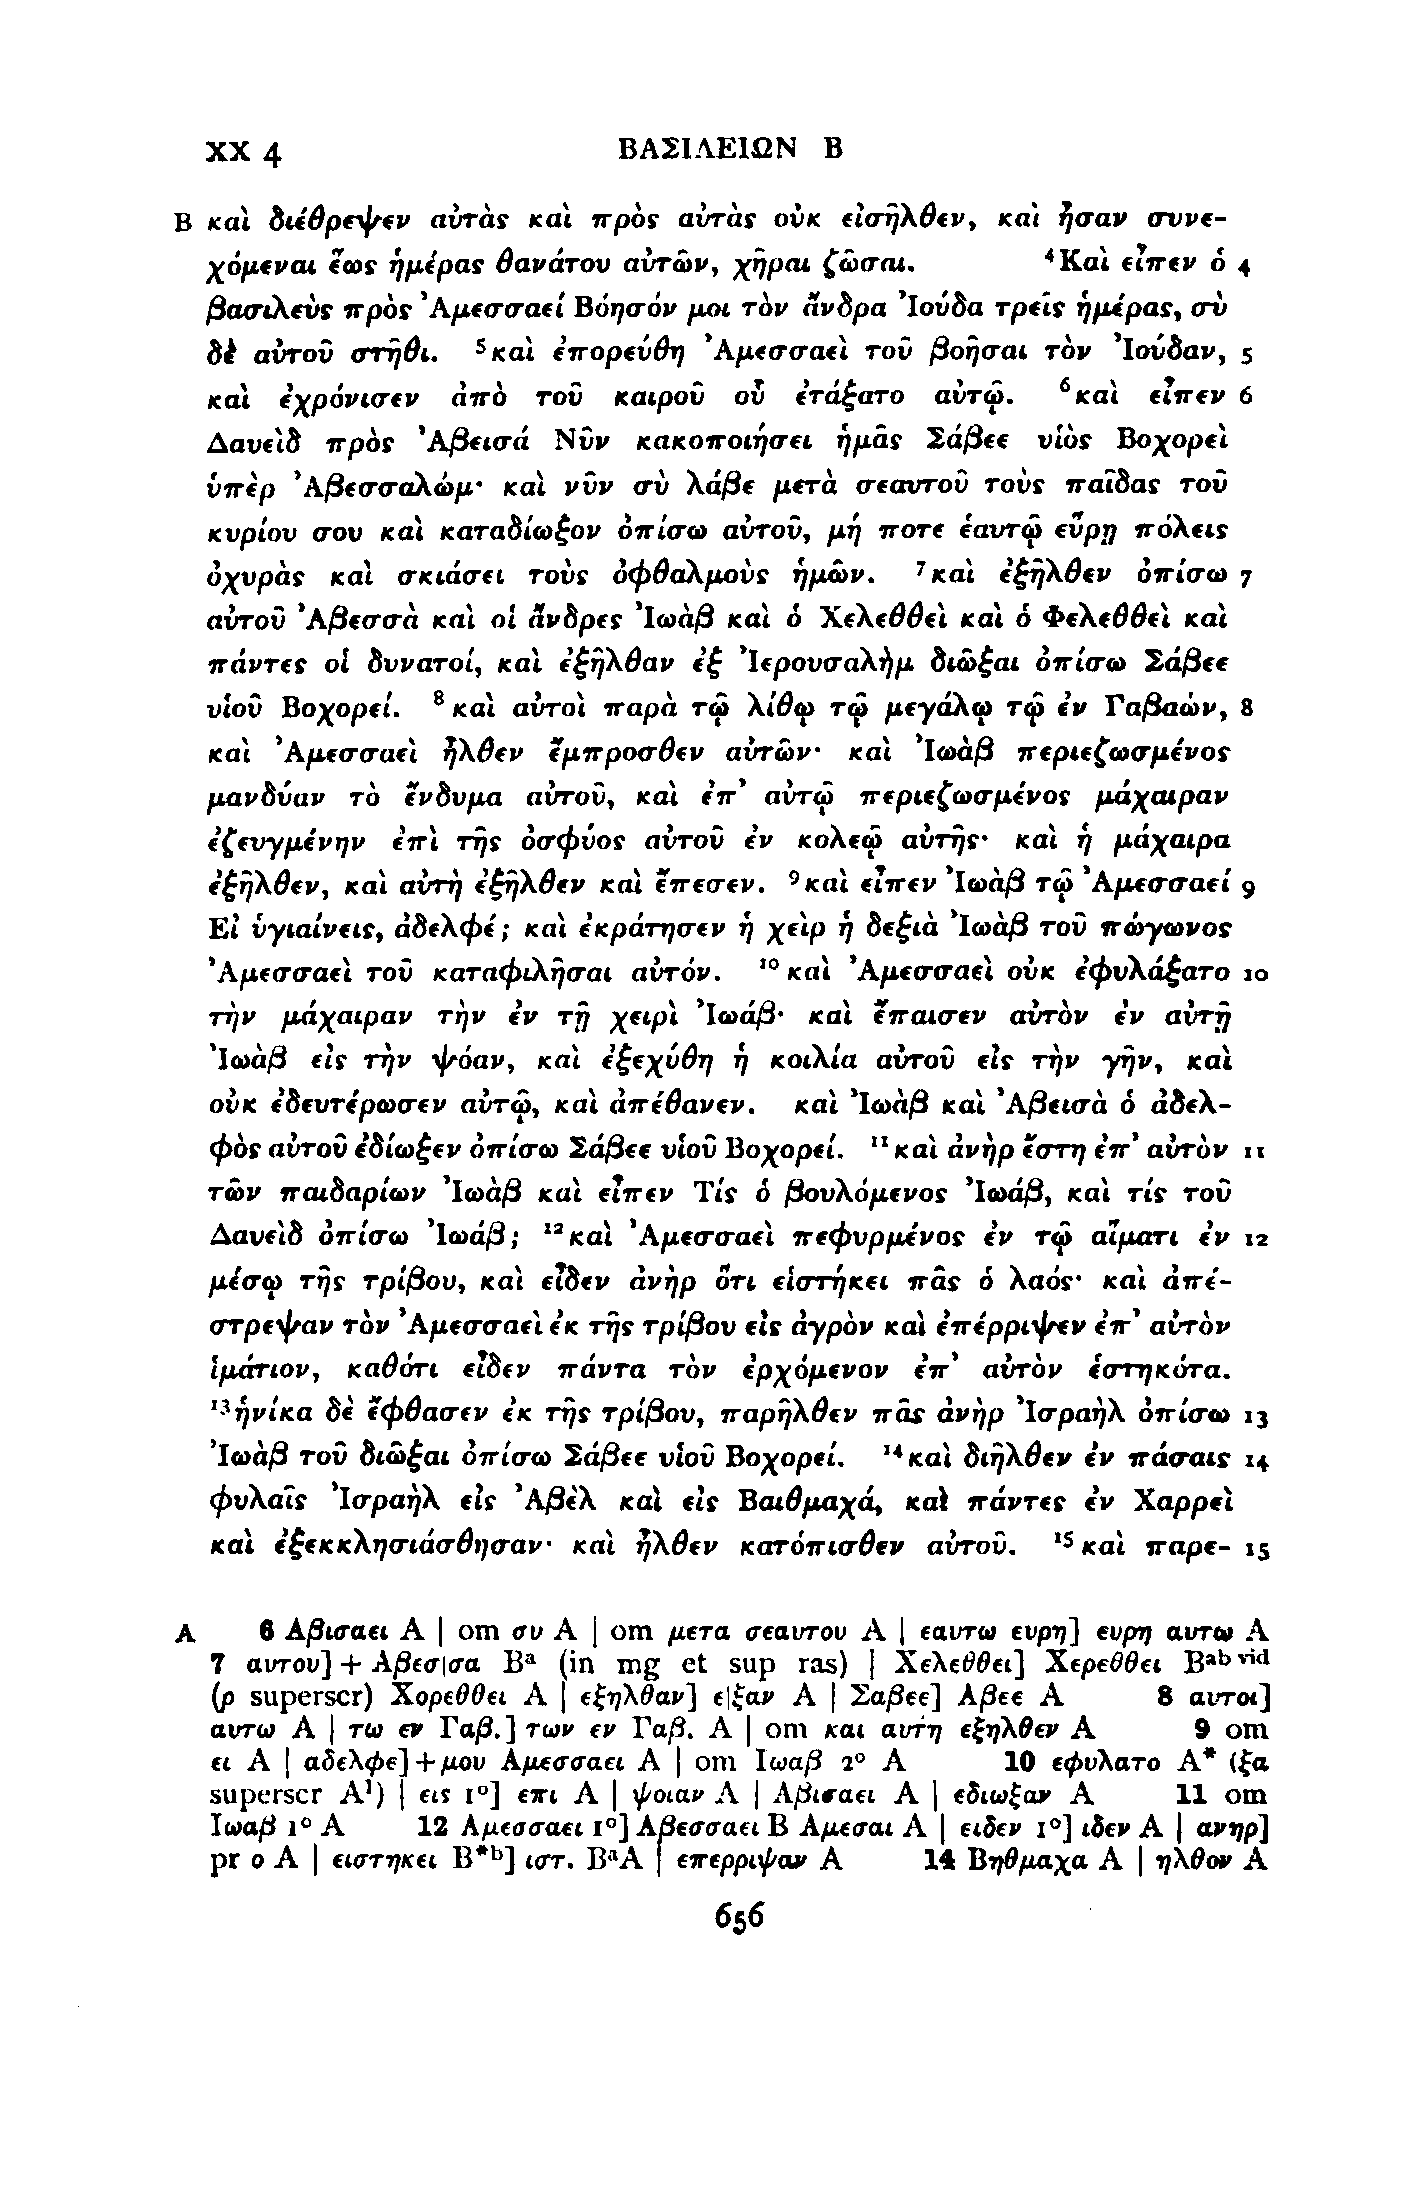 XX 4 ΒΑΣΙΛΕΙΩΝ Β
B καὶ διέθρεψεν αὐτὰς καὶ πρὸς αὐτὰς οὐκ εἰσῆλθεν, καὶ ἦσαν συνε-
χόμεναι ἕως ἡμέρας θανάτου αὐτῶν, χῆραι ζῶσαι. ⁴Καὶ εἶπεν ὁ 4
βασιλεὺς πρὸς Ἀμεσσαεί Βόησόν μοι τὸν ἄνδρα Ἰούδα τρεῖς ἡμέρας, σὺ
δὲ αὐτοῦ στῆθι. ⁵καὶ ἐπορεύθη Ἀμεσσαεὶ τοῦ βοῆσαι τὸν Ἰούδαν, 5
καὶ ἐχρόνισεν ἀπὸ τοῦ καιροῦ οὗ ἐτάξατο αὐτῷ. ⁶καὶ εἶπεν 6
Δαυεὶδ πρὸς Ἀβεισά Νῦν κακοποιήσει ἡμᾶς Σάβεε υἱὸς Βοχορεὶ
ὑπὲρ Ἀβεσσαλώμ· καὶ νῦν σὺ λάβε μετὰ σεαυτοῦ τοὺς παῖδας τοῦ
κυρίου σου καὶ καταδίωξον ὀπίσω αὐτοῦ, μή ποτε ἑαυτῷ εὕρῃ πόλεις
ὀχυρὰς καὶ σκιάσει τοὺς ὀφθαλμοὺς ἡμῶν. ⁷καὶ ἐξῆλθεν ὀπίσω 7
αὐτοῦ Ἀβεσσὰ καὶ οἱ ἄνδρες Ἰωὰβ καὶ ὁ Χελεθθεὶ καὶ ὁ Φελεθθεὶ καὶ
πάντες οἱ δυνατοί, καὶ ἐξῆλθαν ἐξ Ἰερουσαλὴμ διῶξαι ὀπίσω Σάβεε
υἱοῦ Βοχορεί. ⁸καὶ αὐτοὶ παρὰ τῷ λίθῳ τῷ μεγάλῳ τῷ ἐν Γαβαών, 8
καὶ Ἀμεσσαεὶ ἦλθεν ἔμπροσθεν αὐτῶν· καὶ Ἰωὰβ περιεζωσμένος
μανδύαν τὸ ἔνδυμα αὐτοῦ, καὶ ἐπ’ αὐτῷ περιεζωσμένος μάχαιραν
ἐζευγμένην ἐπὶ τῆς ὀσφύος αὐτοῦ ἐν κολεῷ αὐτῆς· καὶ ἡ μάχαιρα
ἐξῆλθεν, καὶ αὐτὴ ἐξῆλθεν καὶ ἔπεσεν. ⁹καὶ εἶπεν Ἰωὰβ τῷ Ἀμεσσαεί 9
Εἰ ὑγιαίνεις, ἀδελφέ; καὶ ἐκράτησεν ἡ χεὶρ ἡ δεξιὰ Ἰωὰβ τοῦ πώγωνος
Ἀμεσσαεὶ τοῦ καταφιλῆσαι αὐτόν. ¹⁰καὶ Ἀμεσσαεὶ οὐκ ἐφυλάξατο 10
τὴν μάχαιραν τὴν ἐν τῇ χειρὶ Ἰωάβ· καὶ ἔπαισεν αὐτὸν ἐν αὐτῇ
Ἰωὰβ εἰς τὴν ψόαν, καὶ ἐξεχύθη ἡ κοιλία αὐτοῦ εἰς τὴν γῆν, καὶ
οὐκ ἐδευτέρωσεν αὐτῷ, καὶ ἀπέθανεν. καὶ Ἰωὰβ καὶ Ἀβεισὰ ὁ ἀδελ-
φὸς αὐτοῦ ἐδίωξεν ὀπίσω Σάβεε υἱοῦ Βοχορεί. ¹¹καὶ ἀνὴρ ἔστη ἐπ’ αὐτὸν 11
τῶν παιδαρίων Ἰωὰβ καὶ εἶπεν Τίς ὁ βουλόμενος Ἰωάβ, καὶ τίς τοῦ
Δαυεὶδ ὀπίσω Ἰωάβ; ¹²καὶ Ἀμεσσαεὶ πεφυρμένος ἐν τῷ αἵματι ἐν 12
μέσῳ τῆς τρίβου, καὶ εἶδεν ἀνὴρ ὅτι εἱστήκει πᾶς ὁ λαός· καὶ ἀπέ-
στρεψαν τὸν Ἀμεσσαεὶ ἐκ τῆς τρίβου εἰς ἀγρὸν καὶ ἐπέρριψεν ἐπ’ αὐτὸν
ἱμάτιον, καθότι εἶδεν πάντα τὸν ἐρχόμενον ἐπ’ αὐτὸν ἑστηκότα.
¹³ἡνίκα δὲ ἔφθασεν ἐκ τῆς τρίβου, παρῆλθεν πᾶς ἀνὴρ Ἰσραὴλ ὀπίσω 13
Ἰωὰβ τοῦ διῶξαι ὀπίσω Σάβεε υἱοῦ Βοχορεί. ¹⁴καὶ διῆλθεν ἐν πάσαις 14
φυλαῖς Ἰσραὴλ εἰς Ἀβὲλ καὶ εἰς Βαιθμαχά, καὶ πάντες ἐν Χαρρεὶ
καὶ ἐξεκκλησιάσθησαν· καὶ ἦλθεν κατόπισθεν αὐτοῦ. ¹⁵καὶ παρε- 15
A 6 Αβισαει A | om συ A | om μετα σεαυτου A | εαυτω ευρη] ευρη αυτω A
7 αυτου] + Αβεσ|σα Bᵃ (in mg et sup ras) | Χελεθθει] Χερεθθει Bᵃᵇ ᵛⁱᵈ
(ρ superscr) Χορεθθει A | εξηλθαν] ε|ξαν A | Σαβεε] Αβεε A 8 αυτοι]
αυτω A | τω εν Γαβ.] των εν Γαβ. A | om και αυτη εξηλθεν A 9 om
ει A | αδελφε] + μου Αμεσσαει A | om Ιωαβ 2° A 10 εφυλατο A* (ξα
superscr A¹) | εις 1°] επι A | ψοιαν A | Αβισαει A | εδιωξαν A 11 om
Ιωαβ 1° A 12 Αμεσσαει 1°] Αβεσσαει B Αμεσαι A | ειδεν 1°] ιδεν A | ανηρ]
pr ο A | ειστηκει B*ᵇ] ιστ. BᵃA | επερριψαν A 14 Βηθμαχα A | ηλθον A
656